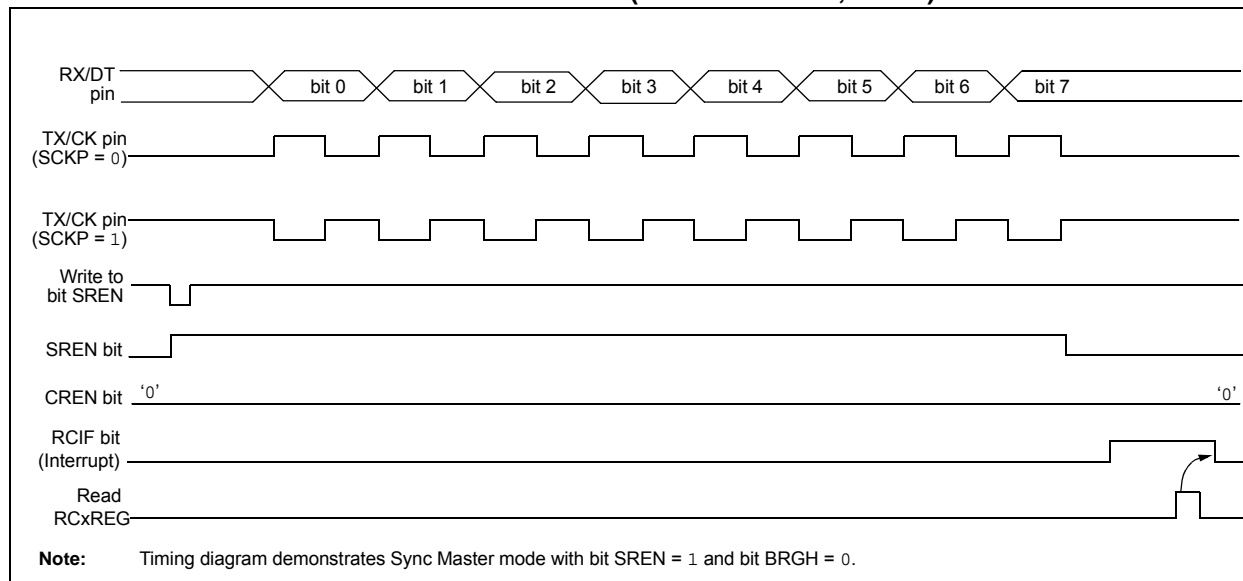 RX/DT
pin
bit 0 bit 1 bit 2 bit 3 bit 4 bit 5 bit 6 bit 7
TX/CK pin
(SCKP = 0)
TX/CK pin
(SCKP = 1)
Write to
bit SREN
SREN bit
CREN bit ‘0’ ‘0’
RCIF bit
(Interrupt)
Read
RCxREG
Note: Timing diagram demonstrates Sync Master mode with bit SREN = 1 and bit BRGH = 0.